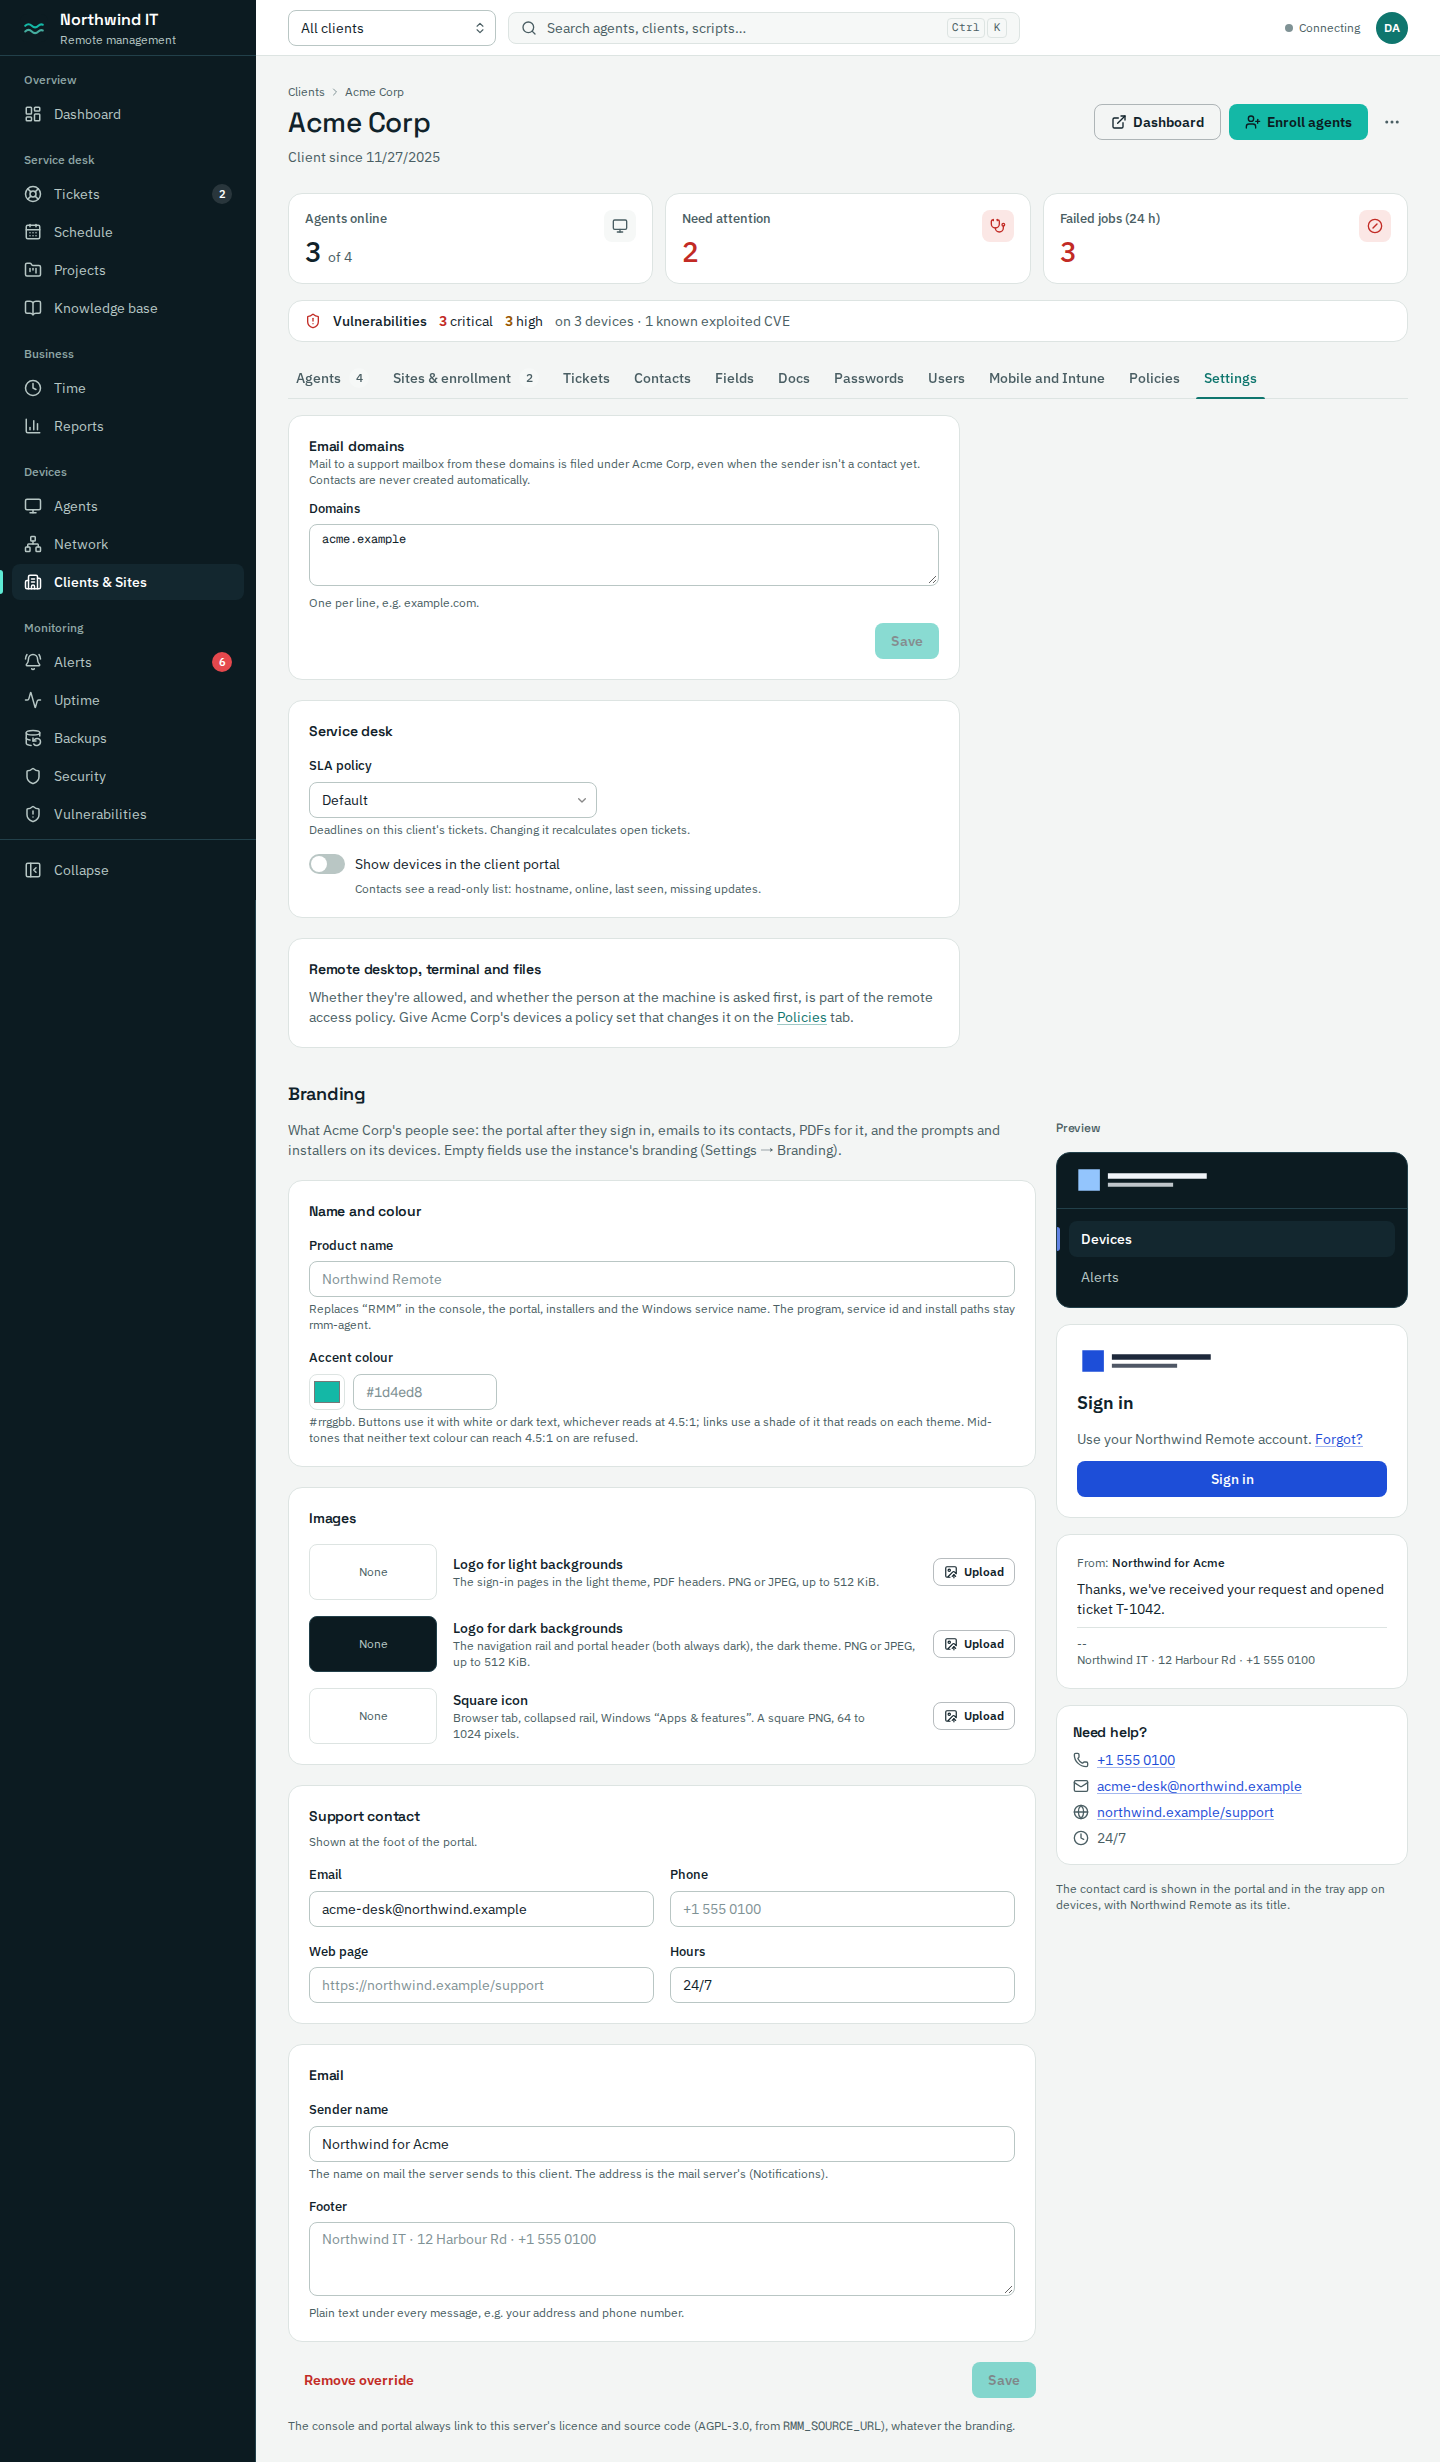 Northwind IT
Remote management
All clients
Search agents, clients, scripts...
Ctrl K
Connecting
DA
Overview
Dashboard
Service desk
Tickets 2
Schedule
Projects
Knowledge base
Business
Time
Reports
Devices
Agents
Network
Clients & Sites
Monitoring
Alerts 6
Uptime
Backups
Security
Vulnerabilities
Collapse
Clients > Acme Corp
Acme Corp
Client since 11/27/2025
Dashboard
Enroll agents
Agents online
3 of 4
Need attention
2
Failed jobs (24 h)
3
Vulnerabilities 3 critical 3 high on 3 devices · 1 known exploited CVE
Agents 4 Sites & enrollment 2 Tickets Contacts Fields Docs Passwords Users Mobile and Intune Policies Settings
Email domains
Mail to a support mailbox from these domains is filed under Acme Corp, even when the sender isn't a contact yet.
Contacts are never created automatically.
Domains
acme.example
One per line, e.g. example.com.
Save
Service desk
SLA policy
Default
Deadlines on this client's tickets. Changing it recalculates open tickets.
Show devices in the client portal
Contacts see a read-only list: hostname, online, last seen, missing updates.
Remote desktop, terminal and files
Whether they're allowed, and whether the person at the machine is asked first, is part of the remote
access policy. Give Acme Corp's devices a policy set that changes it on the Policies tab.
Branding
What Acme Corp's people see: the portal after they sign in, emails to its contacts, PDFs for it, and the prompts and
installers on its devices. Empty fields use the instance's branding (Settings → Branding).
Name and colour
Product name
Northwind Remote
Replaces “RMM” in the console, the portal, installers and the Windows service name. The program, service id and install paths stay
rmm-agent.
Accent colour
#1d4ed8
#rrggbb. Buttons use it with white or dark text, whichever reads at 4.5:1; links use a shade of it that reads on each theme. Mid-
tones that neither text colour can reach 4.5:1 on are refused.
Images
None
Logo for light backgrounds
The sign-in pages in the light theme, PDF headers. PNG or JPEG, up to 512 KiB.
Upload
None
Logo for dark backgrounds
The navigation rail and portal header (both always dark), the dark theme. PNG or JPEG,
up to 512 KiB.
Upload
None
Square icon
Browser tab, collapsed rail, Windows “Apps & features”. A square PNG, 64 to
1024 pixels.
Upload
Support contact
Shown at the foot of the portal.
Email
acme-desk@northwind.example
Phone
+1 555 0100
Web page
https://northwind.example/support
Hours
24/7
Email
Sender name
Northwind for Acme
The name on mail the server sends to this client. The address is the mail server's (Notifications).
Footer
Northwind IT · 12 Harbour Rd · +1 555 0100
Plain text under every message, e.g. your address and phone number.
Remove override
Save
The console and portal always link to this server's licence and source code (AGPL-3.0, from RMM_SOURCE_URL), whatever the branding.
Preview
Devices
Alerts
Sign in
Use your Northwind Remote account. Forgot?
Sign in
From: Northwind for Acme
Thanks, we've received your request and opened
ticket T-1042.
--
Northwind IT · 12 Harbour Rd · +1 555 0100
Need help?
+1 555 0100
acme-desk@northwind.example
northwind.example/support
24/7
The contact card is shown in the portal and in the tray app on
devices, with Northwind Remote as its title.